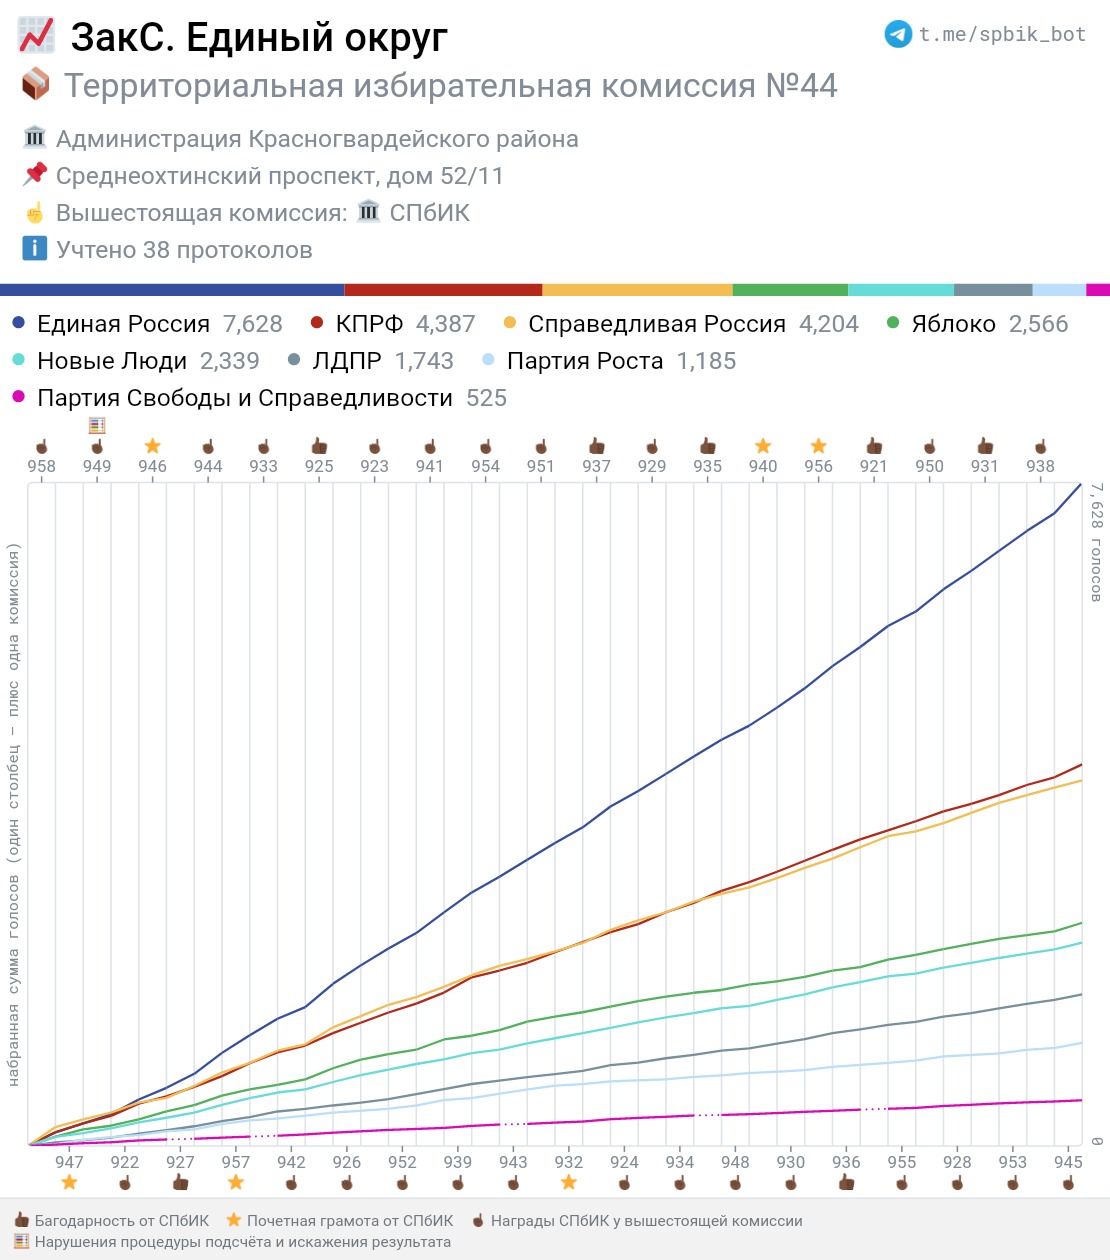 ЗакС. Единый округ
t.me/spbik_bot
Территориальная избирательная комиссия №44
Администрация Красногвардейского района
Среднеохтинский проспект, дом 52/11
Вышестоящая комиссия: СПбИК
Учтено 38 протоколов
Единая Россия 7,628 КПРФ 4,387 Справедливая Россия 4,204 Яблоко 2,566
Новые Люди 2,339 ЛДПР 1,743 Партия Роста 1,185
Партия Свободы и Справедливости 525
958 949 946 944 933 925 923 941 954 951 937 929 935 940 956 921 950 931 938
7,628 голосов
набранная сумма голосов (один столбец – плюс одна комиссия)
0
947 922 927 957 942 926 952 939 943 932 924 934 948 930 936 955 928 953 945
Багодарность от СПбИК Почетная грамота от СПбИК Награды СПбИК у вышестоящей комиссии
Нарушения процедуры подсчёта и искажения результата